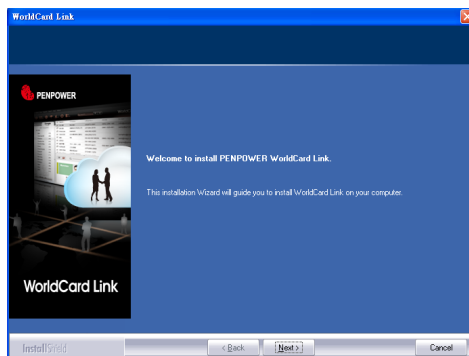 WorldCard Link
PENPOWER
Welcome to install PENPOWER WorldCard Link.
This installation Wizard will guide you to install WorldCard Link on your computer.
WorldCard Link
InstallShield
< Back
Next >
Cancel